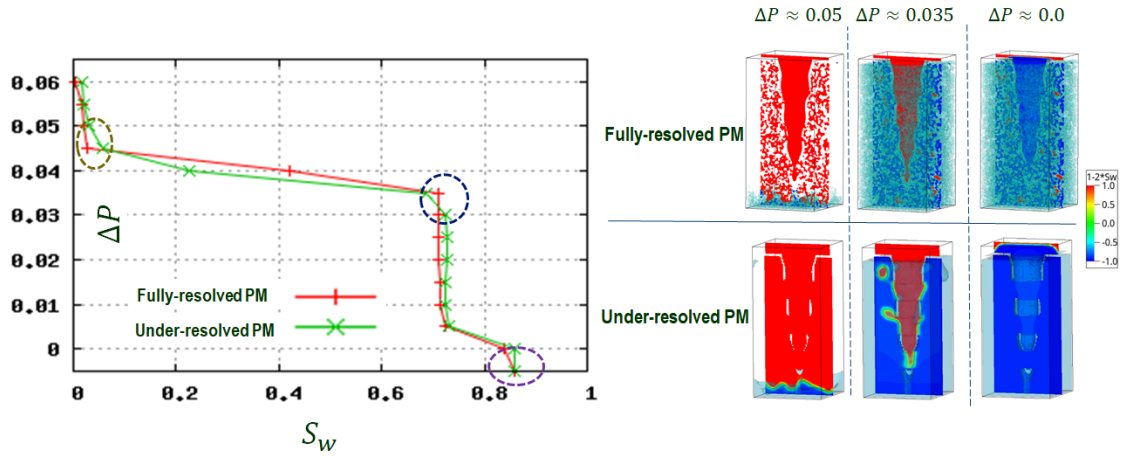 ΔP ≈ 0.05 ΔP ≈ 0.035 ΔP ≈ 0.0
0.06
0.05
0.04
0.03
0.02
0.01
0
ΔP
Fully-resolved PM
Under-resolved PM
0 0.2 0.4 0.6 0.8 1
S_w
Fully-resolved PM
Under-resolved PM
1-2*Sw
1.0
0.5
0.0
-0.5
-1.0